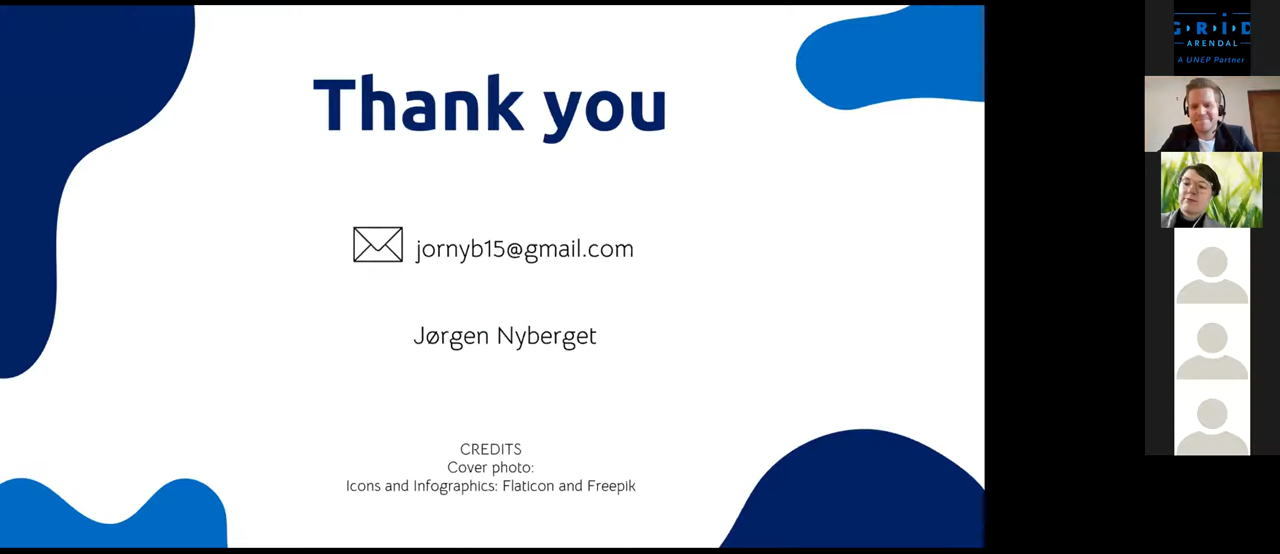 Thank you
jornyb15@gmail.com
Jørgen Nyberget
CREDITS
Cover photo:
Icons and Infographics: Flaticon and Freepik
GRID
ARENDAL
A UNEP Partner